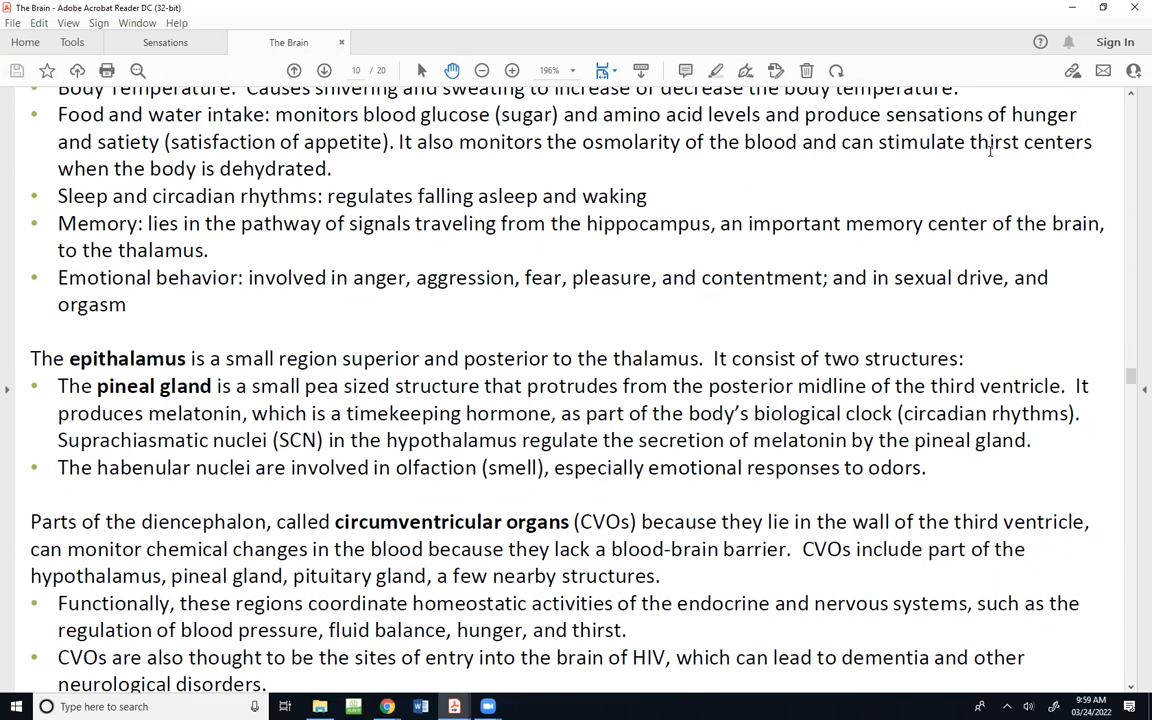 The Brain - Adobe Acrobat Reader DC (32-bit)
File Edit View Sign Window Help
Home Tools Sensations The Brain × Sign In
10 / 20 196%
• Body Temperature. Causes shivering and sweating to increase or decrease the body temperature.
• Food and water intake: monitors blood glucose (sugar) and amino acid levels and produce sensations of hunger
and satiety (satisfaction of appetite). It also monitors the osmolarity of the blood and can stimulate thirst centers
when the body is dehydrated.
• Sleep and circadian rhythms: regulates falling asleep and waking
• Memory: lies in the pathway of signals traveling from the hippocampus, an important memory center of the brain,
to the thalamus.
• Emotional behavior: involved in anger, aggression, fear, pleasure, and contentment; and in sexual drive, and
orgasm
The epithalamus is a small region superior and posterior to the thalamus. It consist of two structures:
• The pineal gland is a small pea sized structure that protrudes from the posterior midline of the third ventricle. It
produces melatonin, which is a timekeeping hormone, as part of the body's biological clock (circadian rhythms).
Suprachiasmatic nuclei (SCN) in the hypothalamus regulate the secretion of melatonin by the pineal gland.
• The habenular nuclei are involved in olfaction (smell), especially emotional responses to odors.
Parts of the diencephalon, called circumventricular organs (CVOs) because they lie in the wall of the third ventricle,
can monitor chemical changes in the blood because they lack a blood-brain barrier. CVOs include part of the
hypothalamus, pineal gland, pituitary gland, a few nearby structures.
• Functionally, these regions coordinate homeostatic activities of the endocrine and nervous systems, such as the
regulation of blood pressure, fluid balance, hunger, and thirst.
• CVOs are also thought to be the sites of entry into the brain of HIV, which can lead to dementia and other
neurological disorders.
Type here to search
9:59 AM
03/24/2022